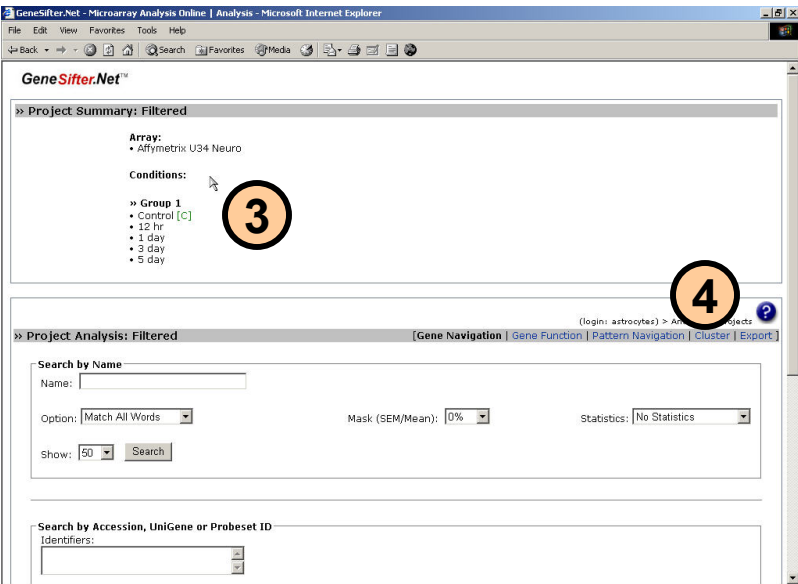 GeneSifter.Net - Microarray Analysis Online | Analysis - Microsoft Internet Explorer
File Edit View Favorites Tools Help
Back Search Favorites Media
GeneSifter.Net™
» Project Summary: Filtered
Array:
• Affymetrix U34 Neuro
Conditions:
» Group 1
• Control [C]
• 12 hr
• 1 day
• 3 day
• 5 day
3
4
?
(login: astrocytes) >
» Project Analysis: Filtered [Gene Navigation | Gene Function | Pattern Navigation | Cluster | Export ]
Search by Name
Name:
Option: Match All Words Mask (SEM/Mean): 0% Statistics: No Statistics
Show: 50 Search
Search by Accession, UniGene or Probeset ID
Identifiers: